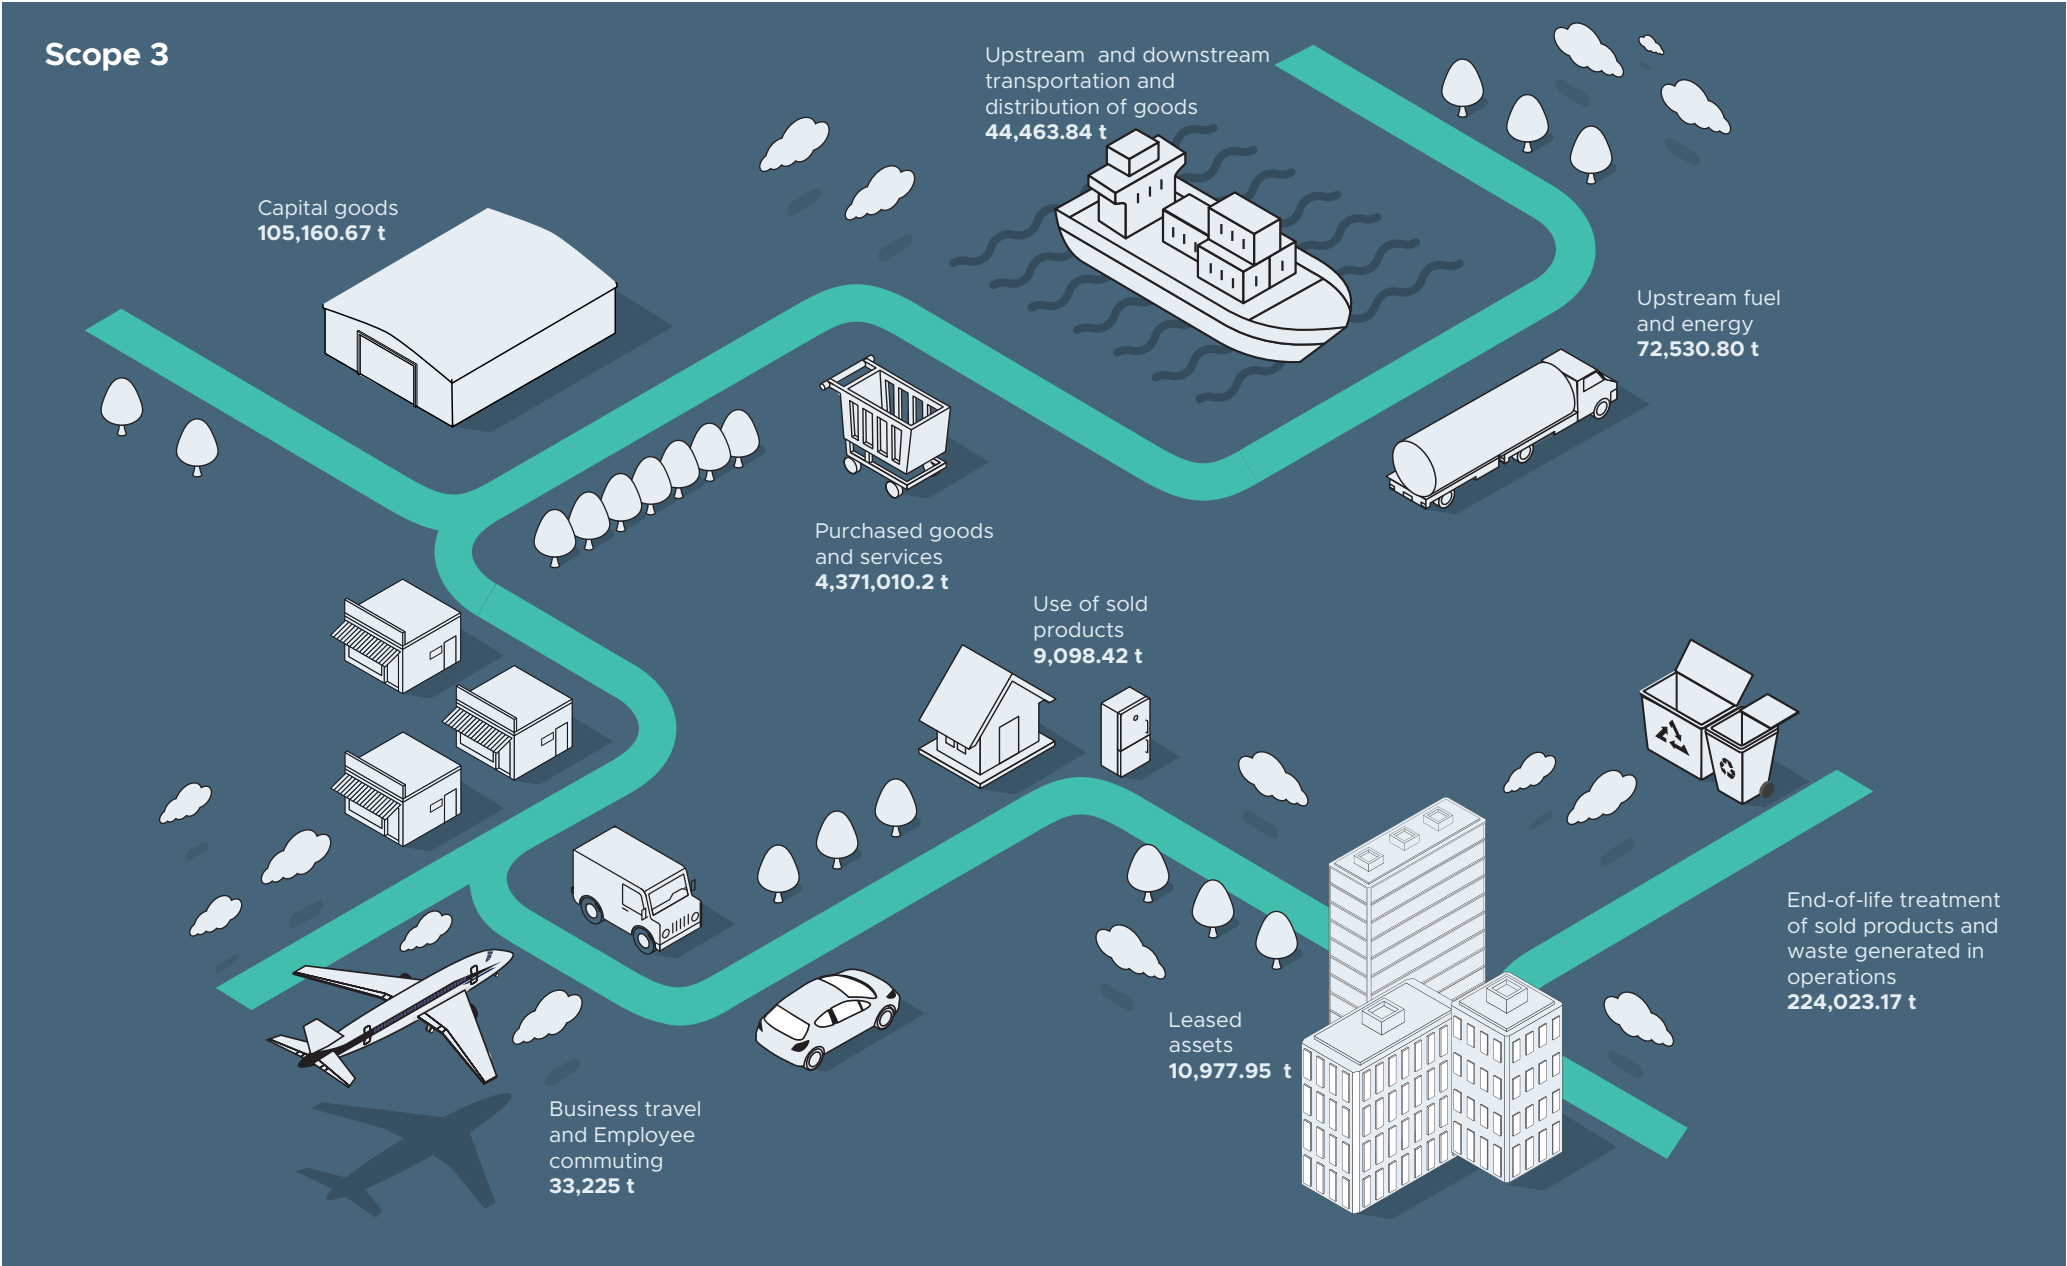 Scope 3
Upstream and downstream
transportation and
distribution of goods
44,463.84 t
Capital goods
105,160.67 t
Upstream fuel
and energy
72,530.80 t
Purchased goods
and services
4,371,010.2 t
Use of sold
products
9,098.42 t
End-of-life treatment
of sold products and
waste generated in
operations
224,023.17 t
Leased
assets
10,977.95 t
Business travel
and Employee
commuting
33,225 t